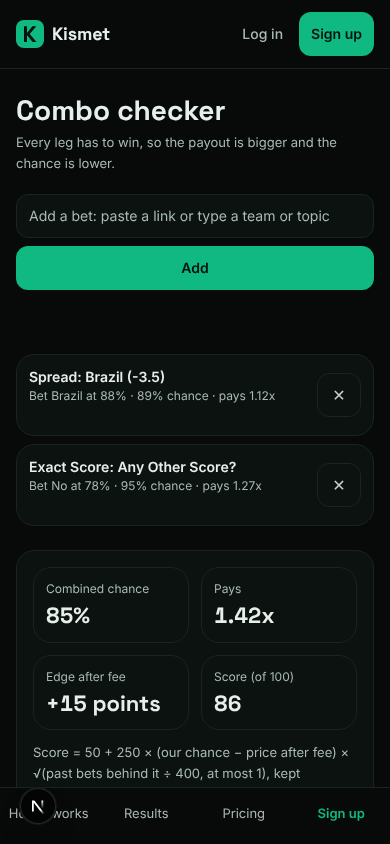 K Kismet
Log in
Sign up
Combo checker
Every leg has to win, so the payout is bigger and the
chance is lower.
Add a bet: paste a link or type a team or topic
Add
Spread: Brazil (-3.5)
Bet Brazil at 88% · 89% chance · pays 1.12x
✕
Exact Score: Any Other Score?
Bet No at 78% · 95% chance · pays 1.27x
✕
Combined chance
85%
Pays
1.42x
Edge after fee
+15 points
Score (of 100)
86
Score = 50 + 250 × (our chance − price after fee) ×
√(past bets behind it ÷ 400, at most 1), kept
N
works
Results
Pricing
Sign up